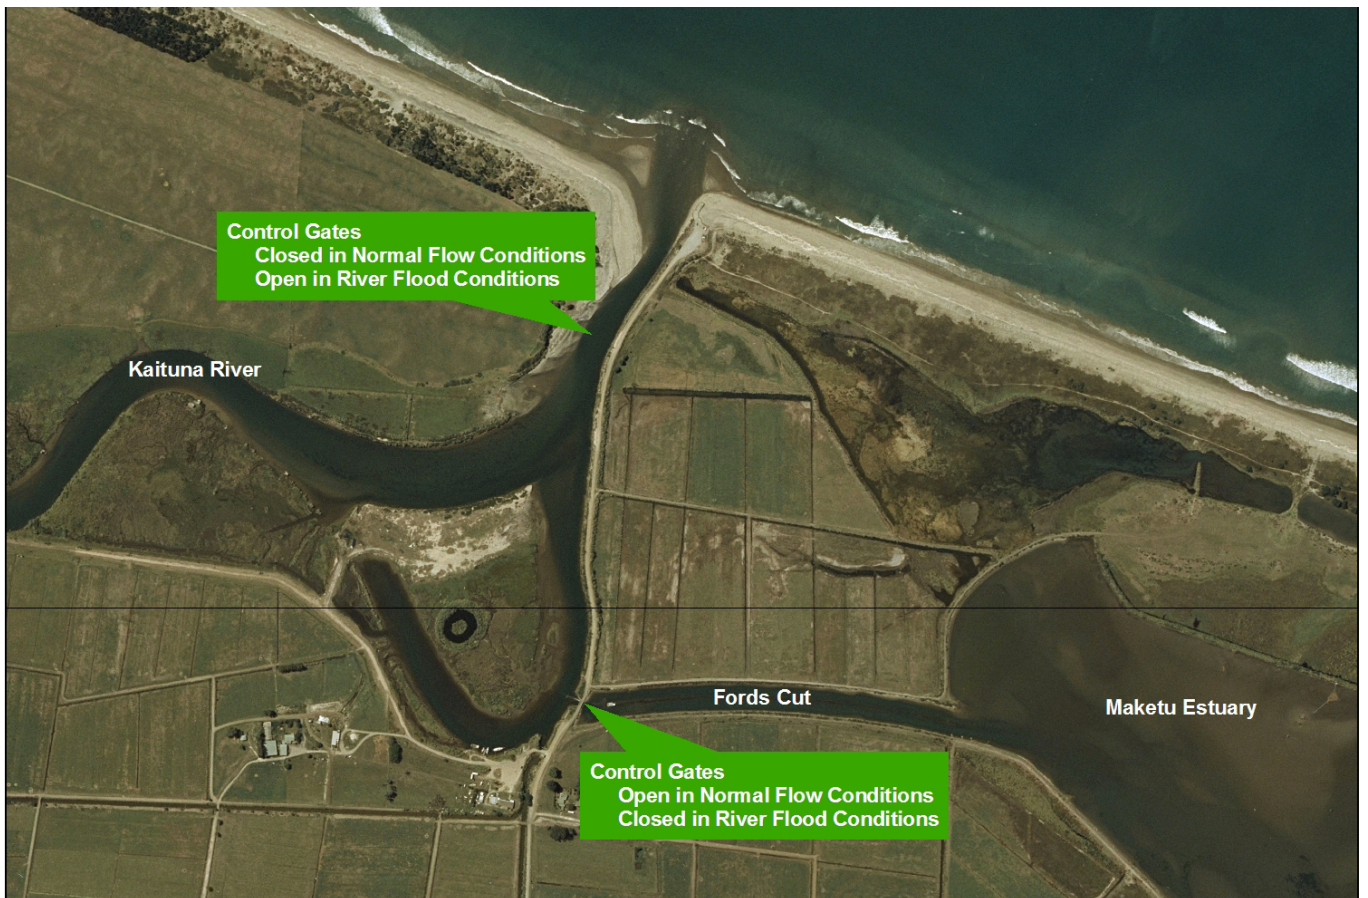 Control Gates
Closed in Normal Flow Conditions
Open in River Flood Conditions
Kaituna River
Fords Cut
Maketu Estuary
Control Gates
Open in Normal Flow Conditions
Closed in River Flood Conditions